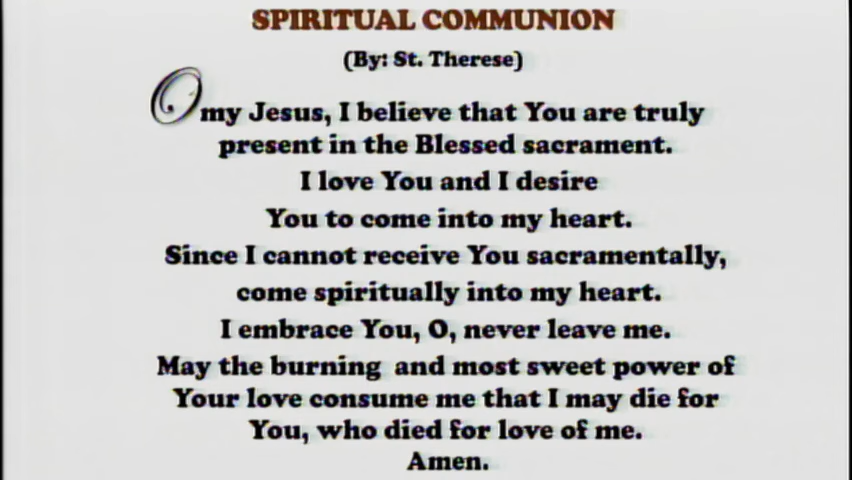 SPIRITUAL COMMUNION
(By: St. Therese)
O my Jesus, I believe that You are truly
present in the Blessed sacrament.
I love You and I desire
You to come into my heart.
Since I cannot receive You sacramentally,
come spiritually into my heart.
I embrace You, O, never leave me.
May the burning and most sweet power of
Your love consume me that I may die for
You, who died for love of me.
Amen.